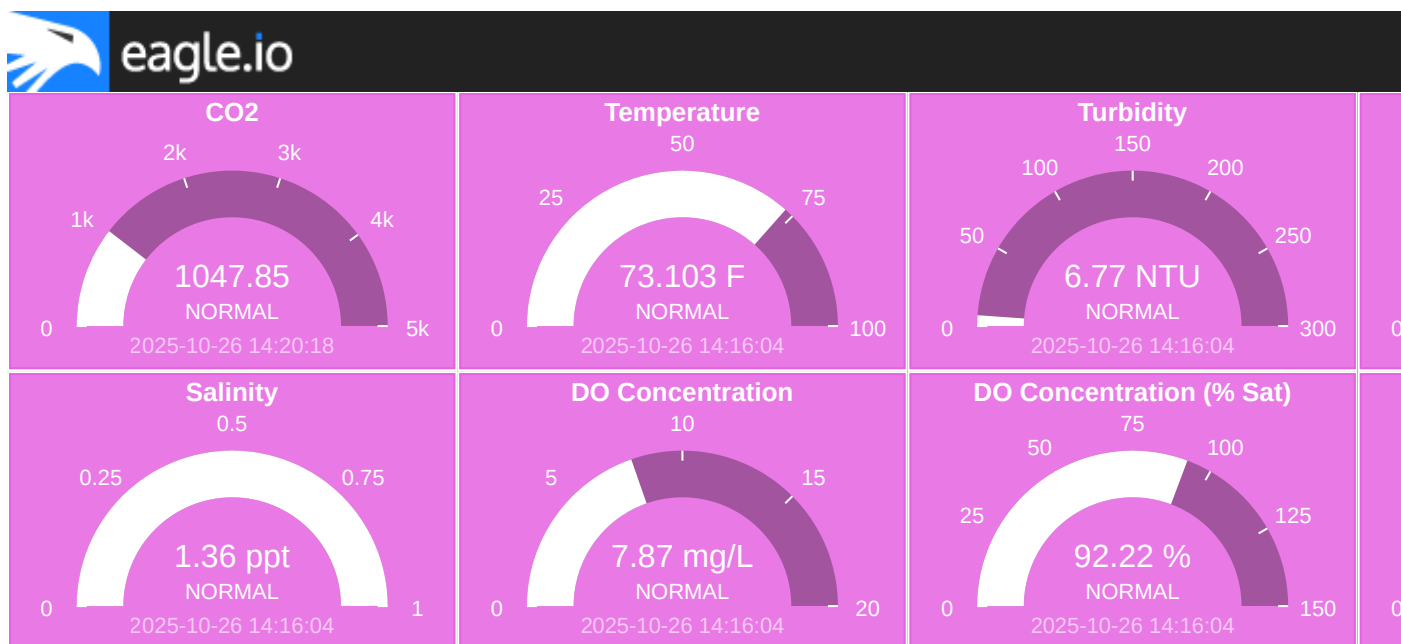 eagle.io
CO2
2k
3k
1k
4k
1047.85
NORMAL
0
5k
2025-10-26 14:20:18
Temperature
50
25
75
73.103 F
NORMAL
0
100
2025-10-26 14:16:04
Turbidity
150
100
200
50
250
6.77 NTU
NORMAL
0
300
2025-10-26 14:16:04
0
Salinity
0.5
0.25
0.75
1.36 ppt
NORMAL
0
1
2025-10-26 14:16:04
DO Concentration
10
5
15
7.87 mg/L
NORMAL
0
20
2025-10-26 14:16:04
DO Concentration (% Sat)
75
50
100
25
125
92.22 %
NORMAL
0
150
2025-10-26 14:16:04
0